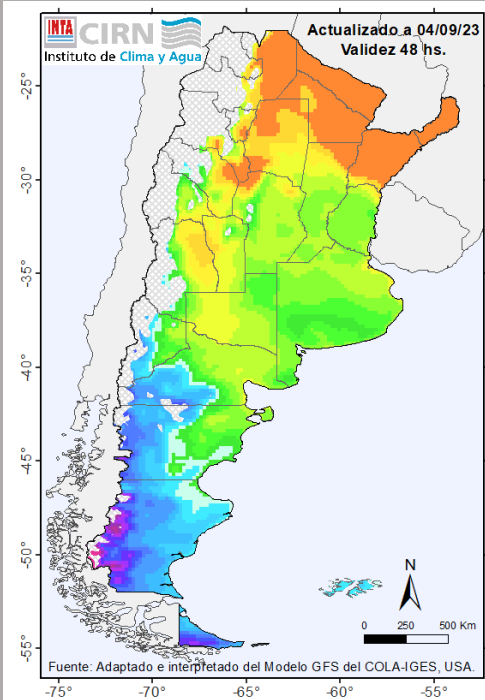 INTA CIRN
Instituto de Clima y Agua
Actualizado a 04/09/23
Validez 48 hs.
-25°
-30°
-35°
-40°
-45°
-50°
-55°
N
0 250 500 Km
Fuente: Adaptado e interpretado del Modelo GFS del COLA-IGES, USA.
-75° -70° -65° -60° -55°